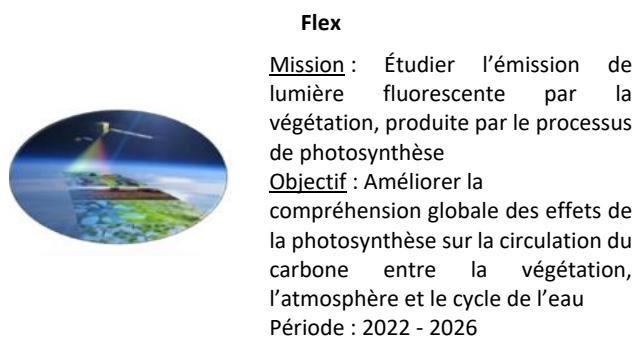 Flex
Mission : Étudier l’émission de
lumière fluorescente par la
végétation, produite par le processus
de photosynthèse
Objectif : Améliorer la
compréhension globale des effets de
la photosynthèse sur la circulation du
carbone entre la végétation,
l’atmosphère et le cycle de l’eau
Période : 2022 - 2026